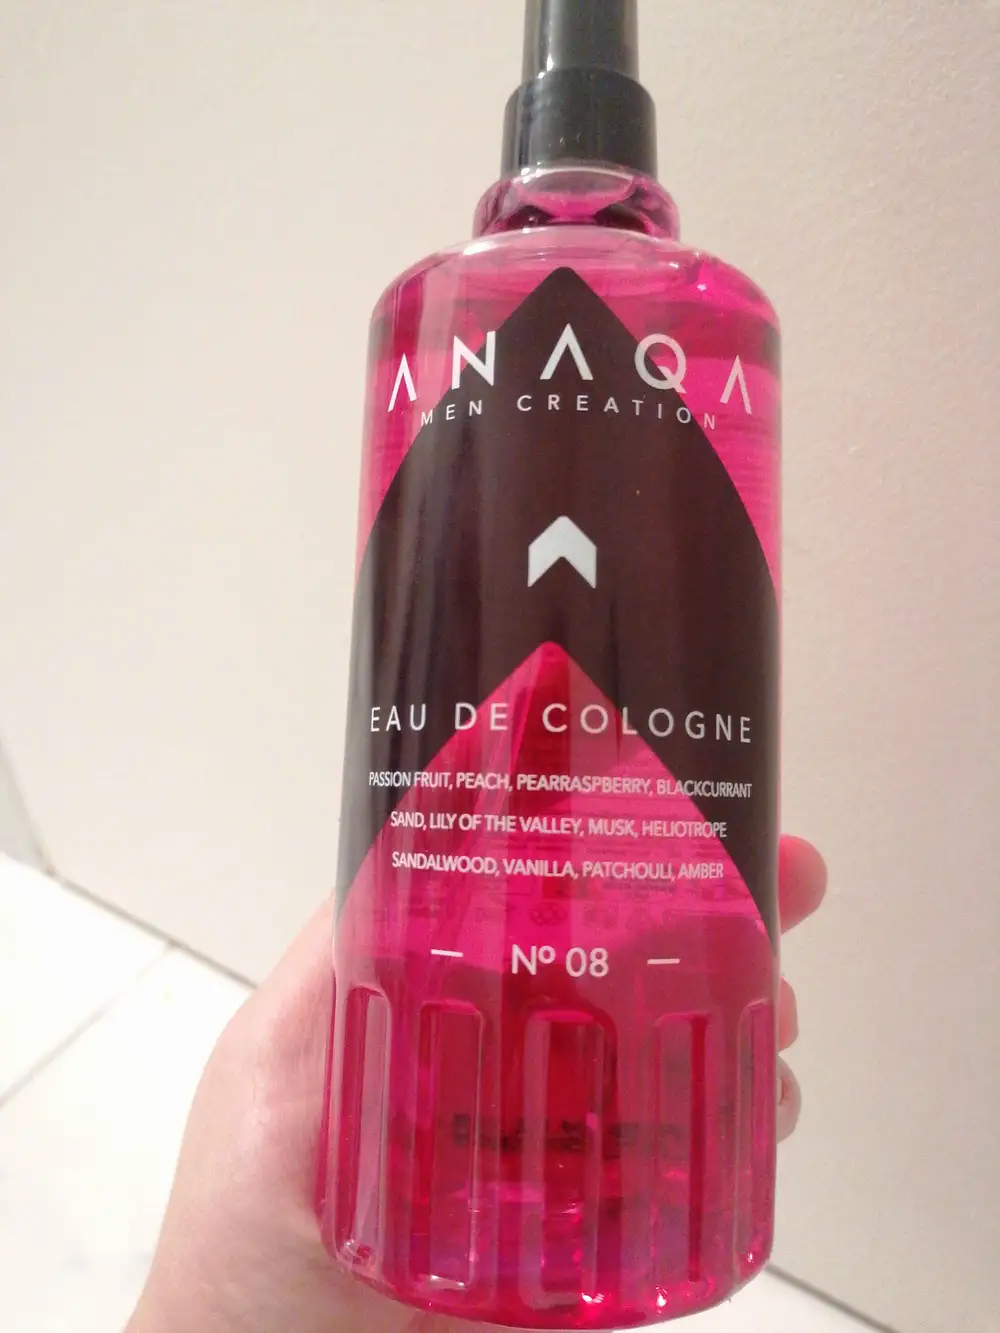 ANAQA
MEN CREATION
EAU DE COLOGNE
PASSION FRUIT, PEACH, PEARRASPBERRY, BLACKCURRANT
SAND, LILY OF THE VALLEY, MUSK, HELIOTROPE
SANDALWOOD, VANILLA, PATCHOULI, AMBER
— Nº 08 —